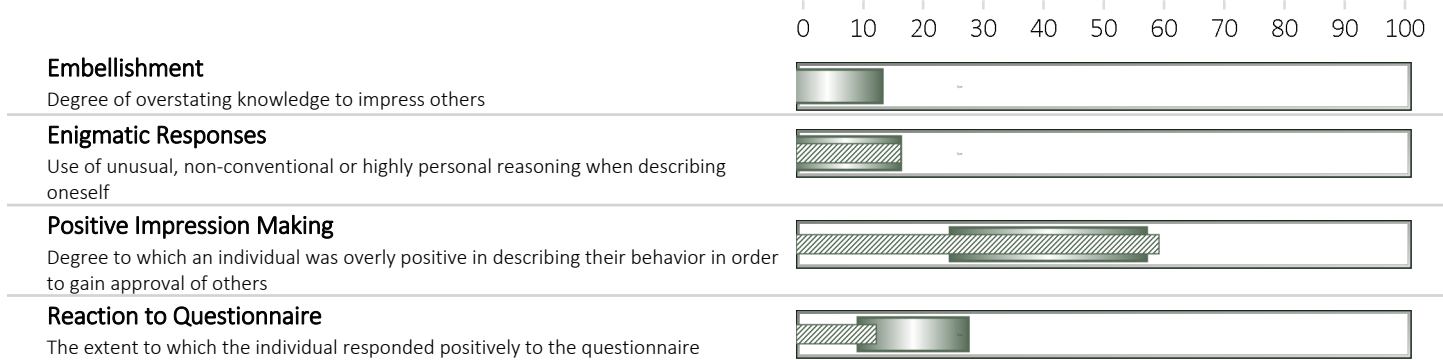 0 10 20 30 40 50 60 70 80 90 100
Embellishment
Degree of overstating knowledge to impress others
Enigmatic Responses
Use of unusual, non-conventional or highly personal reasoning when describing
oneself
Positive Impression Making
Degree to which an individual was overly positive in describing their behavior in order
to gain approval of others
Reaction to Questionnaire
The extent to which the individual responded positively to the questionnaire